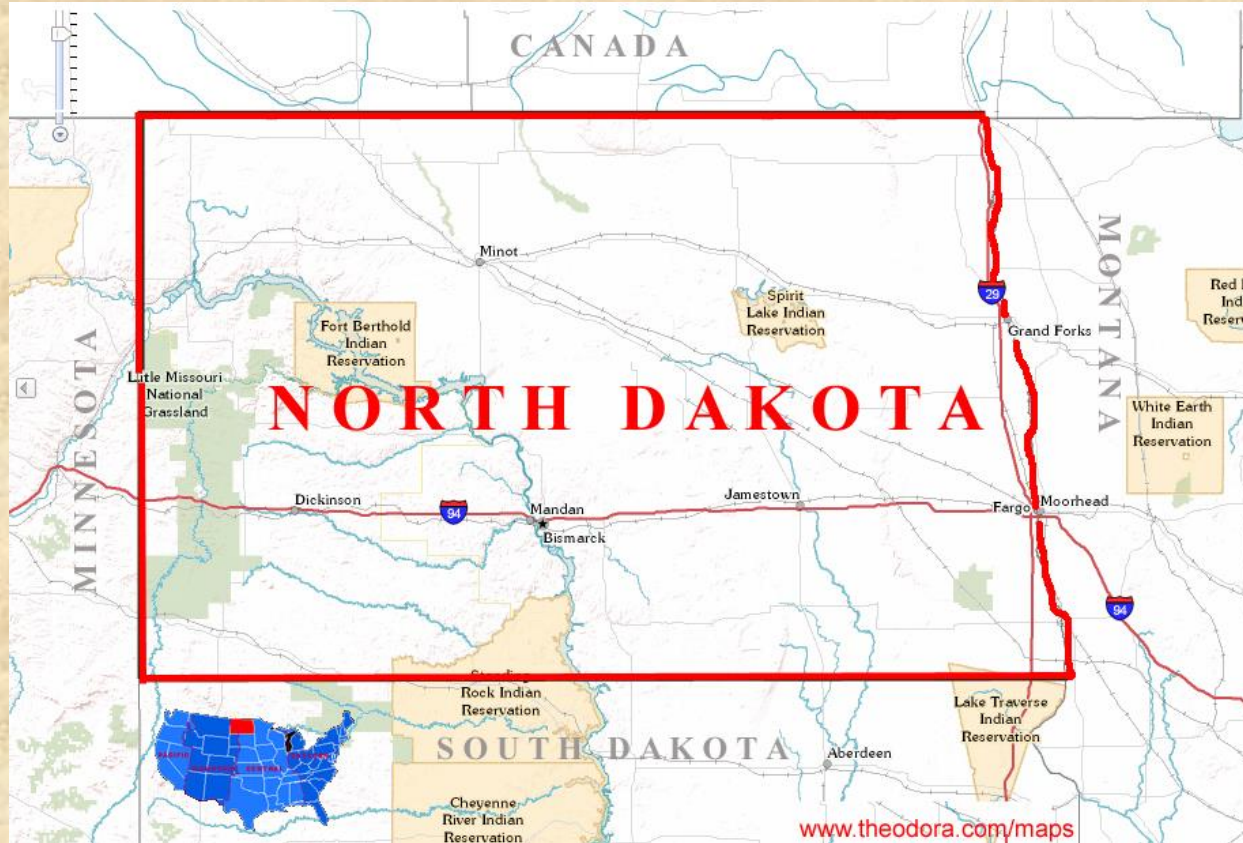 CANADA
Minot
29
Spirit
Lake Indian
Reservation
Fort Berthold
Indian
Reservation
Grand Forks
MINNESOTA
MONTANA
Little Missouri
National
Grassland
NORTH DAKOTA
White Earth
Indian
Reservation
Dickinson
94
Mandan
Bismarck
Jamestown
Fargo
Moorhead
94
Standing
Rock Indian
Reservation
Lake Traverse
Indian
Reservation
SOUTH DAKOTA
Aberdeen
CENTRAL
Cheyenne
River Indian
Reservation
www.theodora.com/maps